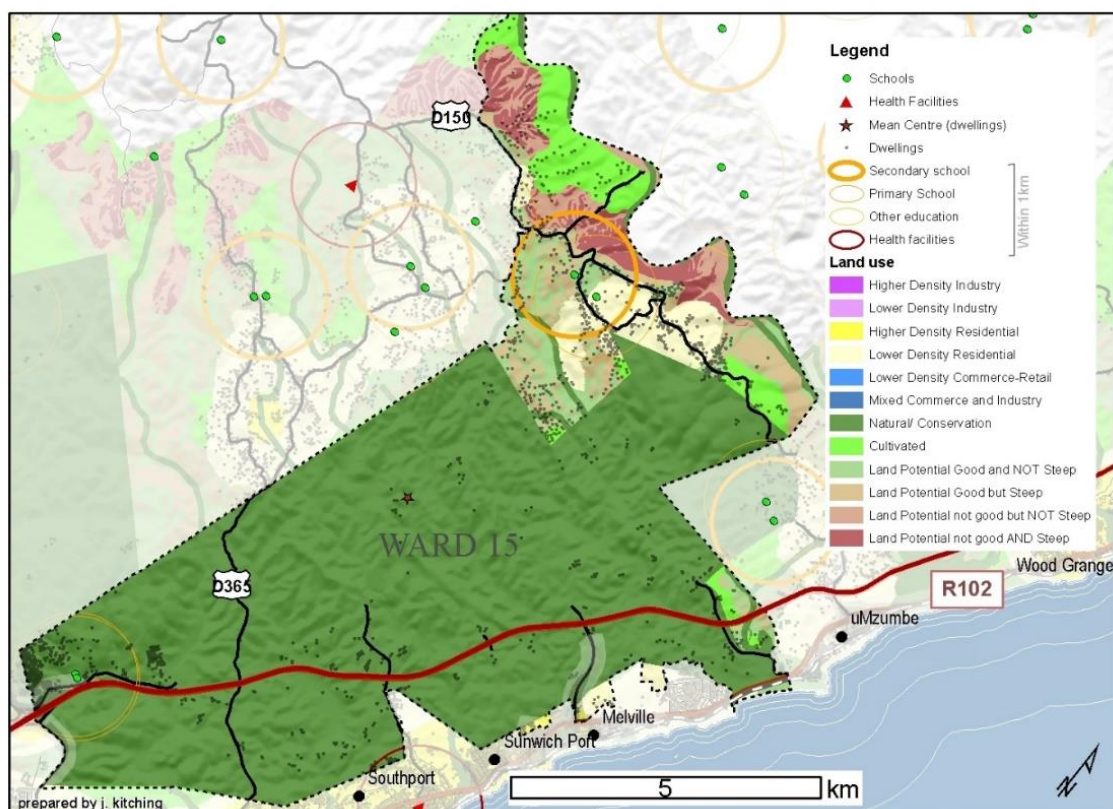 Legend
Schools
Health Facilities
Mean Centre (dwellings)
Dwellings
Secondary school
Primary School
Other education
Health facilities
Within 1km
Land use
Higher Density Industry
Lower Density Industry
Higher Density Residential
Lower Density Residential
Lower Density Commerce-Retail
Mixed Commerce and Industry
Natural/ Conservation
Cultivated
Land Potential Good and NOT Steep
Land Potential Good but Steep
Land Potential not good but NOT Steep
Land Potential not good AND Steep
D150
WARD 15
D365
Wood Grange
R102
uMzumbe
Melville
Sunwich Port
Southport
5
km
N
prepared by j. kitching